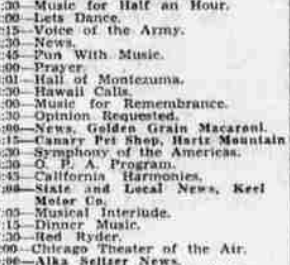 :30—Music for Half an Hour.
:00—Lets Dance.
:15—Voice of the Army.
:30—News.
:45—Fun With Music.
:00—Prayer
:01—Hall of Montezuma.
:30—Hawaii Calls.
:00—Music for Remembrance.
:30—Opinion Requested.
:00—News, Golden Grain Macaroni.
:15—Canary Pet Shop, Hartz Mountain
:30—Symphony of the Americas.
:30—O. P. A. Program.
:45—California Harmonies.
:00—State and Local News, Keel
Motor Co.
:05—Musical Interlude.
:15—Dinner Music.
:30—Red Ryder.
:00—Chicago Theater of the Air.
:00—Alka Seltzer News.